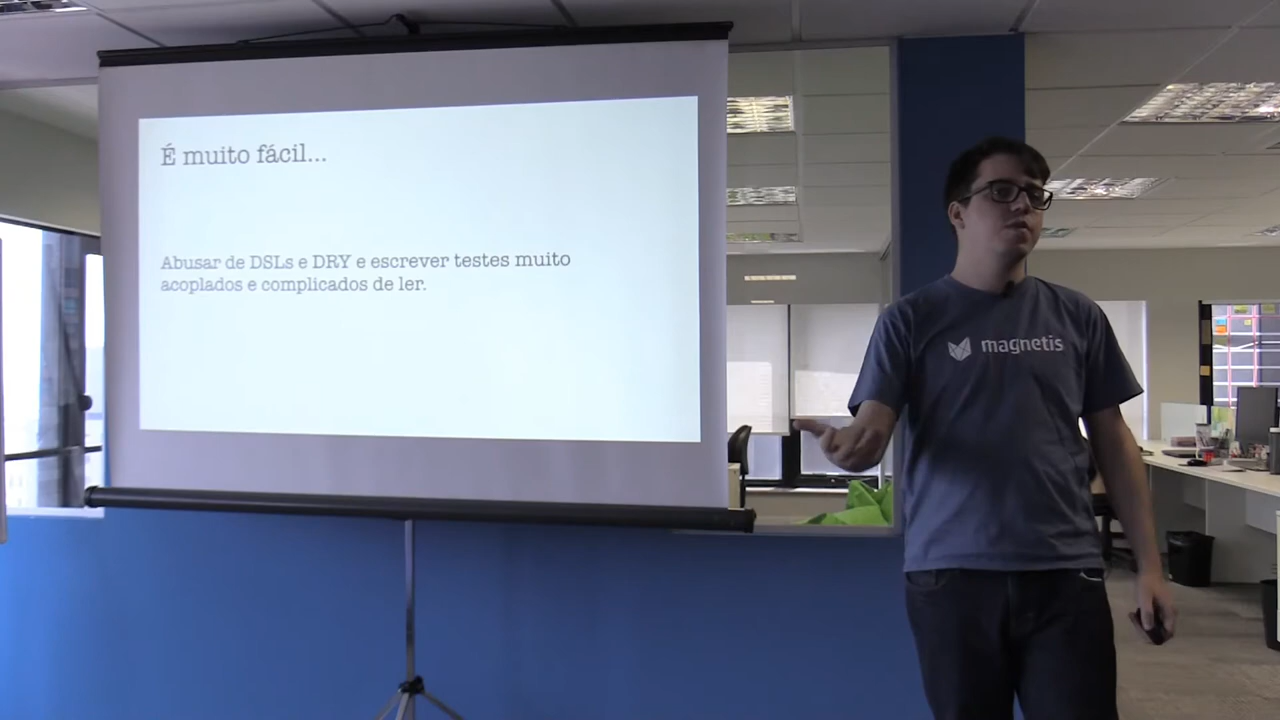 É muito fácil...
Abusar de DSLs e DRY e escrever testes muito
acoplados e complicados de ler.
magnetis